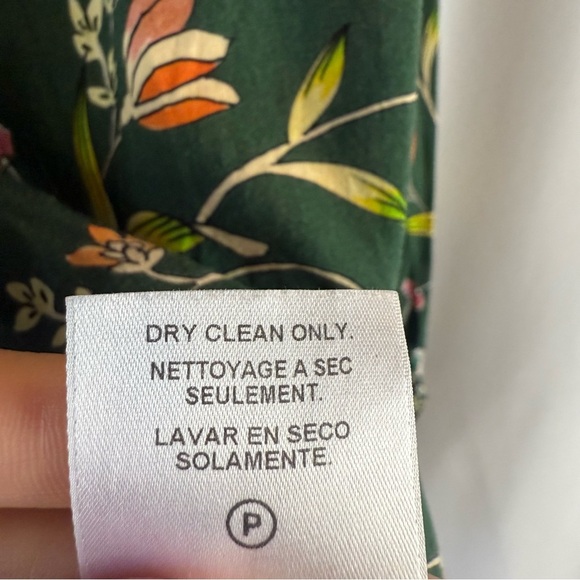 DRY CLEAN ONLY.
NETTOYAGE A SEC
SEULEMENT.
LAVAR EN SECO
SOLAMENTE.
P